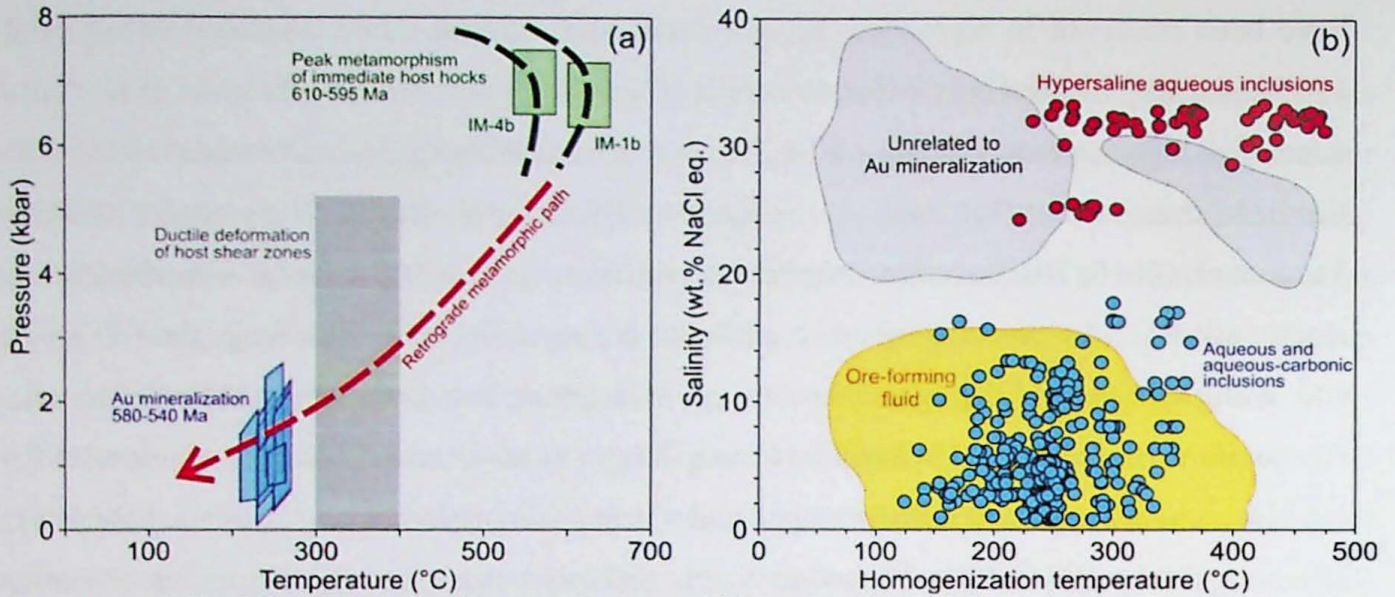 (a)
Peak metamorphism
of immediate host hocks
610-595 Ma
IM-4b
IM-1b
Retrograde metamorphic path
Ductile deformation
of host shear zones
Au mineralization
580-540 Ma
Pressure (kbar)
8
6
4
2
0
100
300
500
700
Temperature (°C)
(b)
Hypersaline aqueous inclusions
Unrelated to
Au mineralization
Aqueous and
aqueous-carbonic
inclusions
Ore-forming
fluid
Salinity (wt.% NaCl eq.)
40
30
20
10
0
0
100
200
300
400
500
Homogenization temperature (°C)